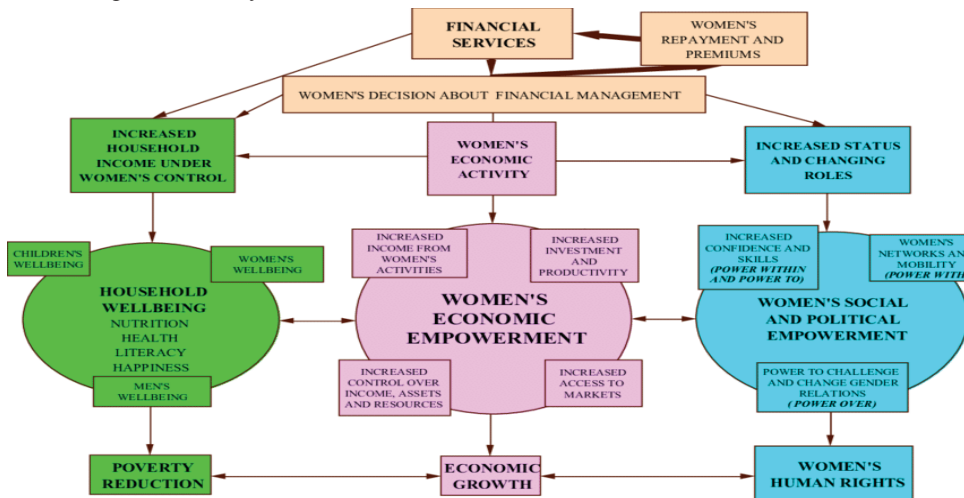 FINANCIAL
SERVICES
WOMEN'S
REPAYMENT AND
PREMIUMS
WOMEN'S DECISION ABOUT FINANCIAL MANAGEMENT
INCREASED
HOUSEHOLD
INCOME UNDER
WOMEN'S CONTROL
WOMEN'S
ECONOMIC
ACTIVITY
INCREASED STATUS
AND CHANGING
ROLES
CHILDREN'S
WELLBEING
WOMEN'S
WELLBEING
HOUSEHOLD
WELLBEING
NUTRITION
HEALTH
LITERACY
HAPPINESS
MEN'S
WELLBEING
INCREASED
INCOME FROM
WOMEN'S
ACTIVITIES
INCREASED
INVESTMENT
AND
PRODUCTIVITY
WOMEN'S
ECONOMIC
EMPOWERMENT
INCREASED
CONTROL OVER
INCOME, ASSETS
AND RESOURCES
INCREASED
ACCESS TO
MARKETS
INCREASED
CONFIDENCE AND
SKILLS
(POWER WITHIN
AND POWER TO)
WOMEN'S
NETWORKS AN
MOBILITY
(POWER WITH
WOMEN'S SOCIAL
AND POLITICAL
EMPOWERMENT
POWER TO CHALLENGE
AND CHANGE GENDER
RELATIONS
( POWER OVER)
POVERTY
REDUCTION
ECONOMIC
GROWTH
WOMEN'S
HUMAN RIGHTS